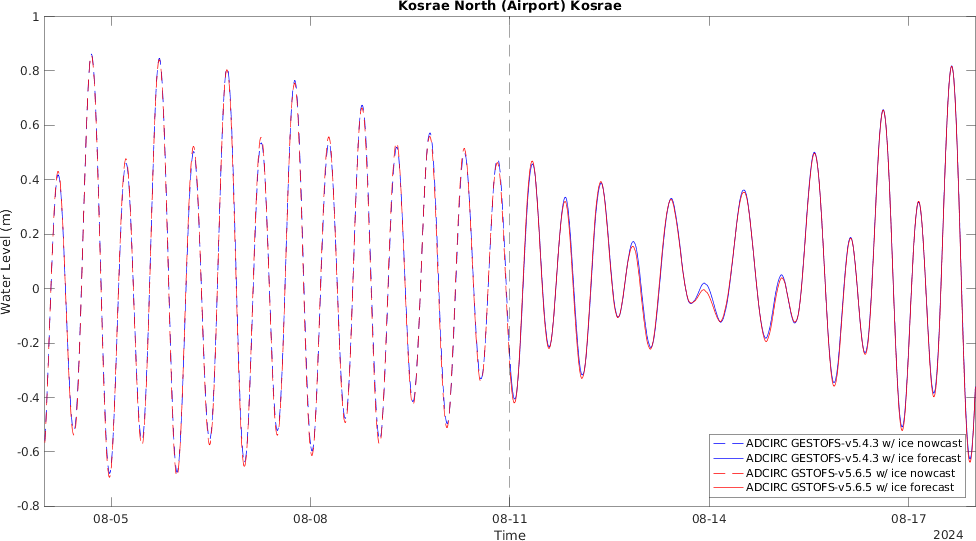 Kosrae North (Airport) Kosrae
Water Level (m)
1
0.8
0.6
0.4
0.2
0
-0.2
-0.4
-0.6
-0.8
ADCIRC GESTOFS-v5.4.3 w/ ice nowcast
ADCIRC GESTOFS-v5.4.3 w/ ice forecast
ADCIRC GSTOFS-v5.6.5 w/ ice nowcast
ADCIRC GSTOFS-v5.6.5 w/ ice forecast
08-05
08-08
08-11
08-14
08-17
Time
2024